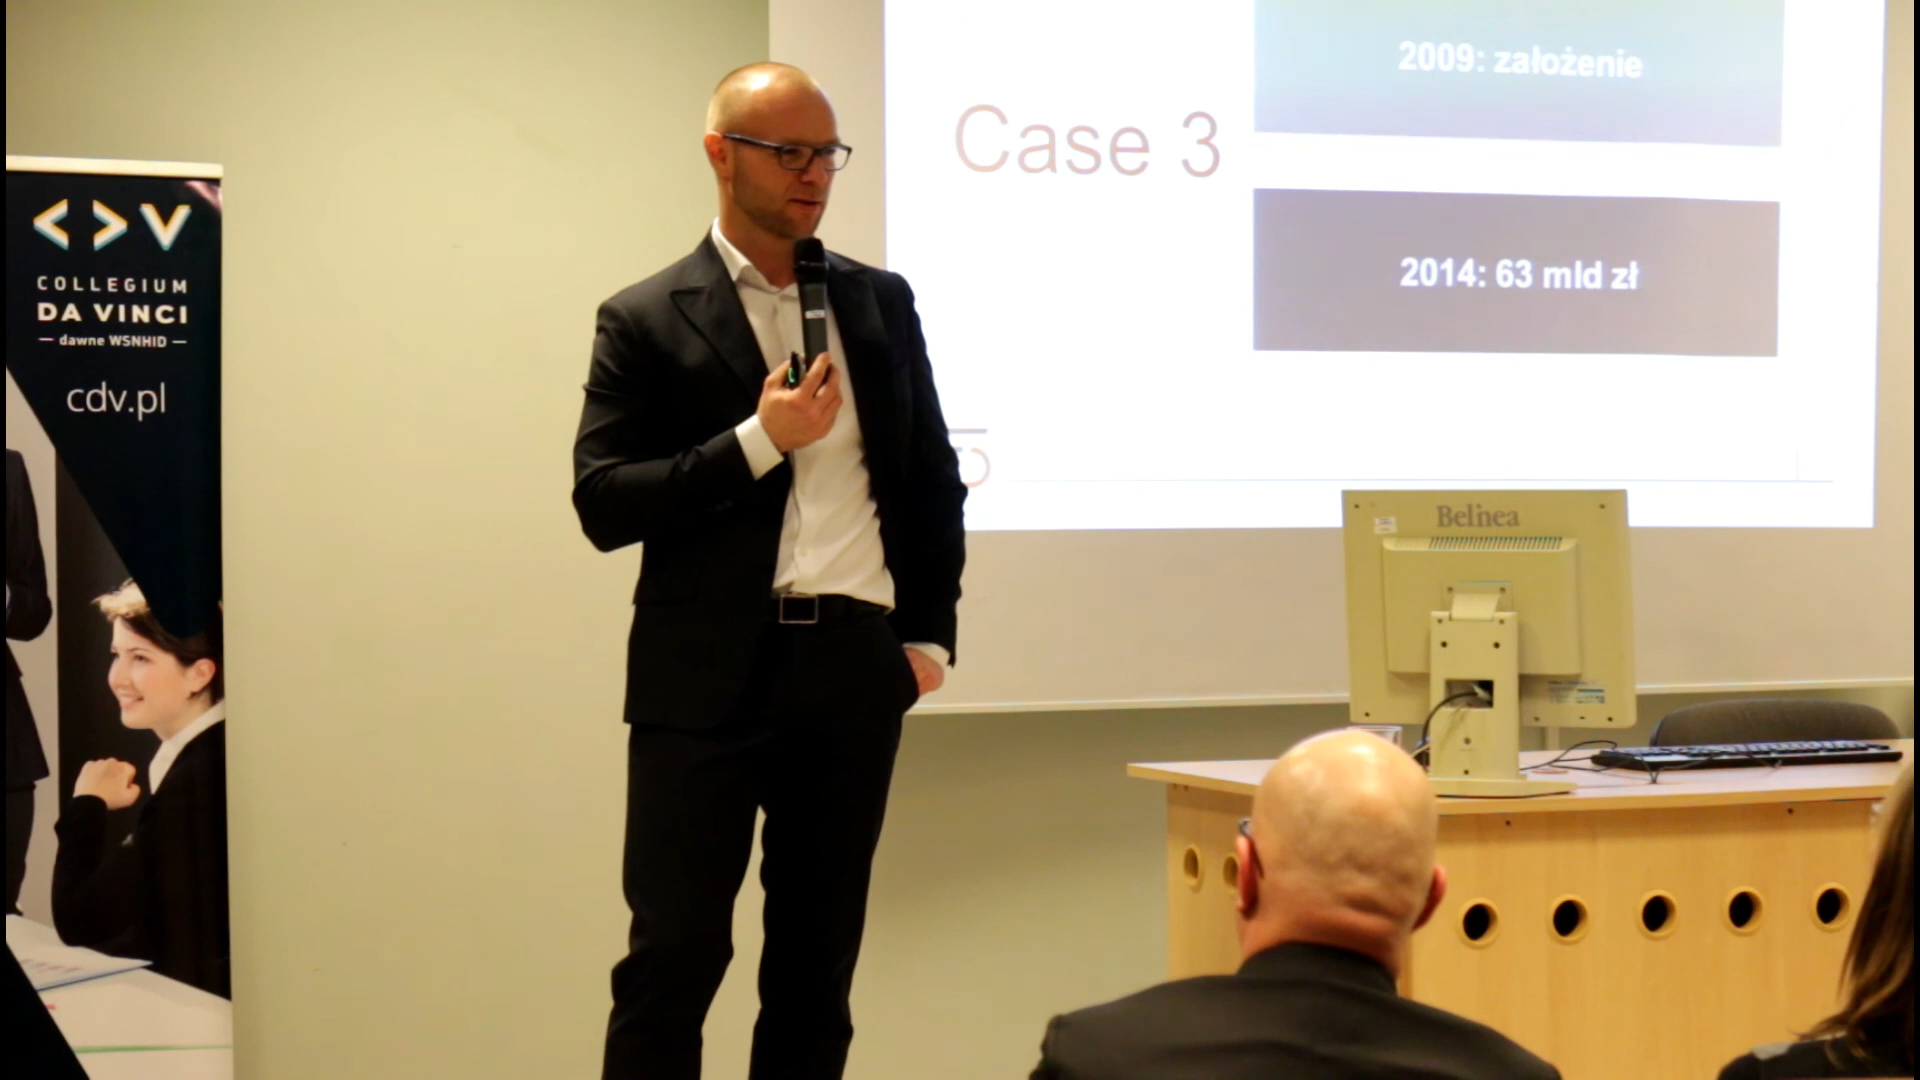 COLLEGIUM
DA VINCI
— dawne WSNHID —
cdv.pl
2009: założenie
Case 3
2014: 63 mld zł
Belinea